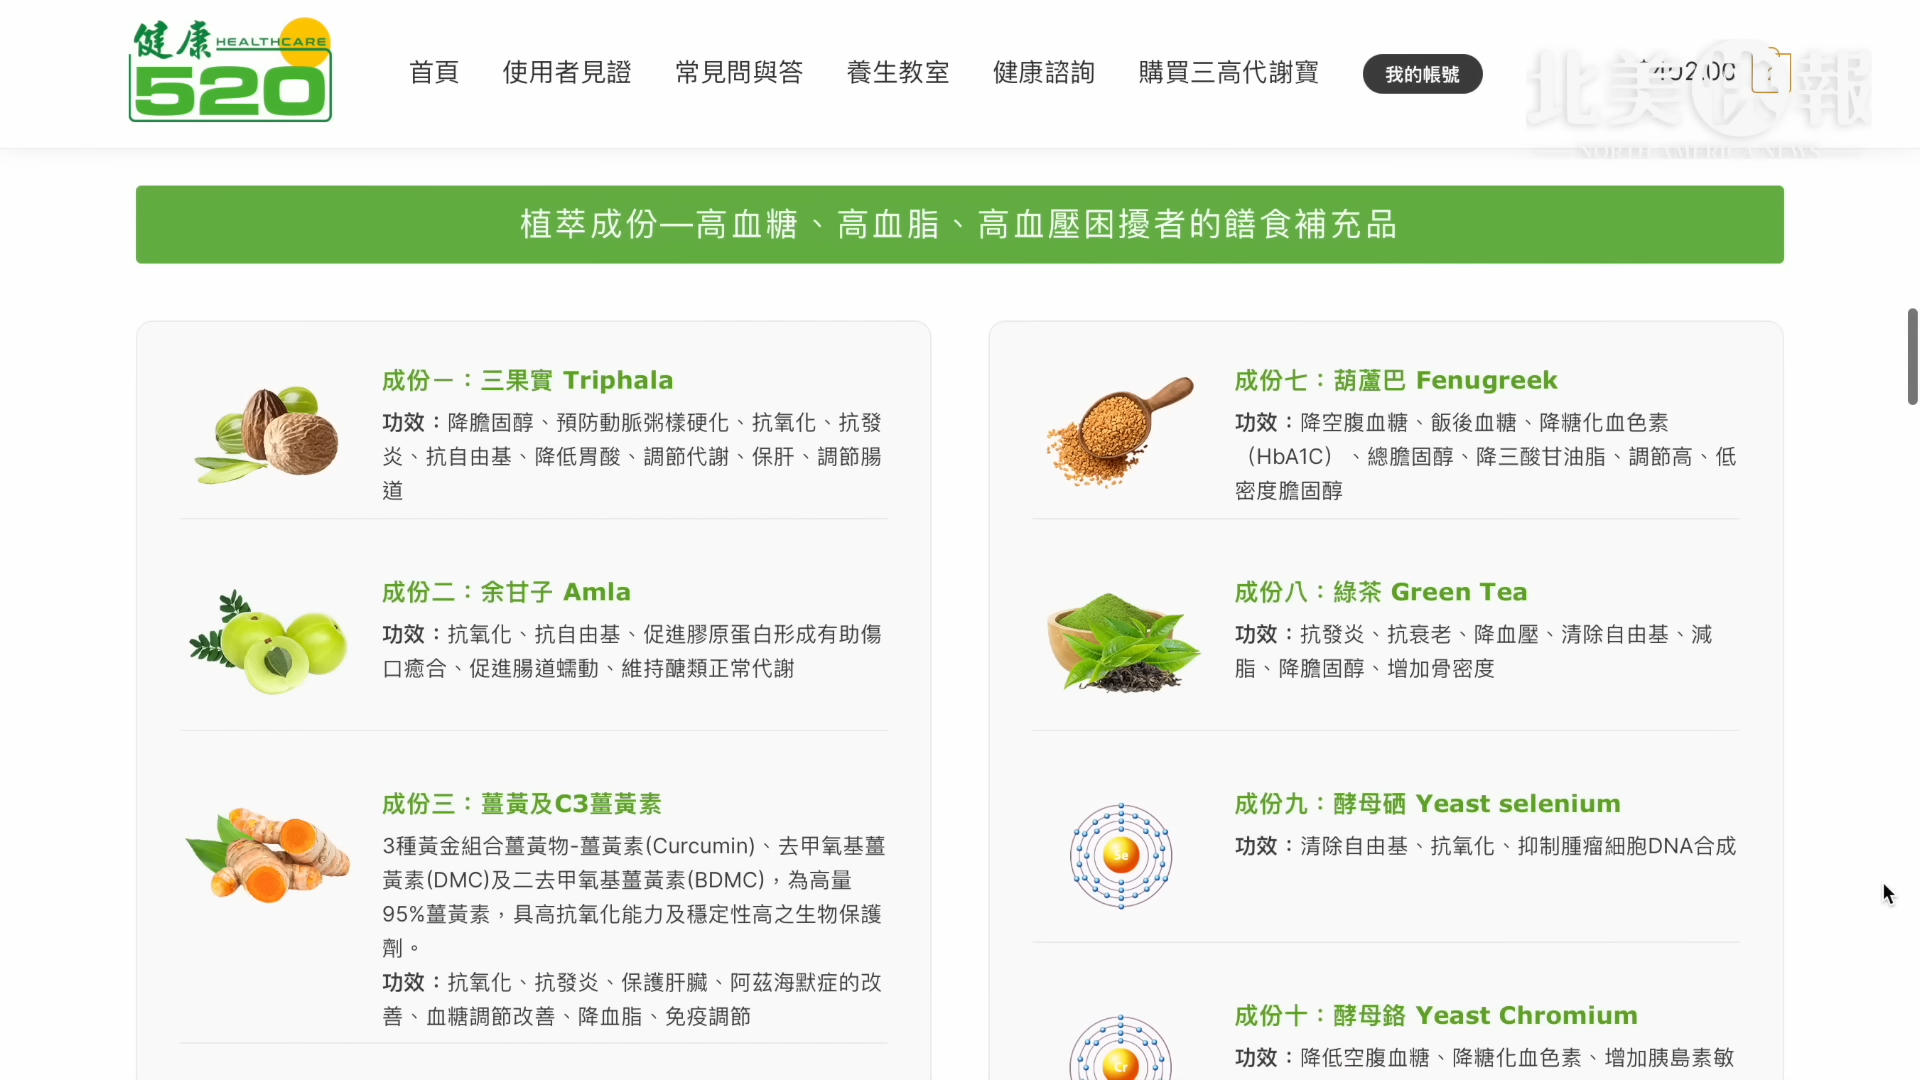 健康 HEALTHCARE
520
首頁 使用者見證 常見問與答 養生教室 健康諮詢 購買三高代謝寶 我的帳號
北美快報
NORTH AMERICA NEWS
植萃成份—高血糖、高血脂、高血壓困擾者的饍食補充品
成份一：三果實 Triphala
功效：降膽固醇、預防動脈粥樣硬化、抗氧化、抗發
炎、抗自由基、降低胃酸、調節代謝、保肝、調節腸
道
成份二：余甘子 Amla
功效：抗氧化、抗自由基、促進膠原蛋白形成有助傷
口癒合、促進腸道蠕動、維持醣類正常代謝
成份三：薑黃及C3薑黃素
3種黃金組合薑黃物-薑黃素(Curcumin)、去甲氧基薑
黃素(DMC)及二去甲氧基薑黃素(BDMC)，為高量
95%薑黃素，具高抗氧化能力及穩定性高之生物保護
劑。
功效：抗氧化、抗發炎、保護肝臟、阿茲海默症的改
善、血糖調節改善、降血脂、免疫調節
成份七：葫蘆巴 Fenugreek
功效：降空腹血糖、飯後血糖、降糖化血色素
（HbA1C）、總膽固醇、降三酸甘油脂、調節高、低
密度膽固醇
成份八：綠茶 Green Tea
功效：抗發炎、抗衰老、降血壓、清除自由基、減
脂、降膽固醇、增加骨密度
Se
成份九：酵母硒 Yeast selenium
功效：清除自由基、抗氧化、抑制腫瘤細胞DNA合成
Cr
成份十：酵母鉻 Yeast Chromium
功效：降低空腹血糖、降糖化血色素、增加胰島素敏